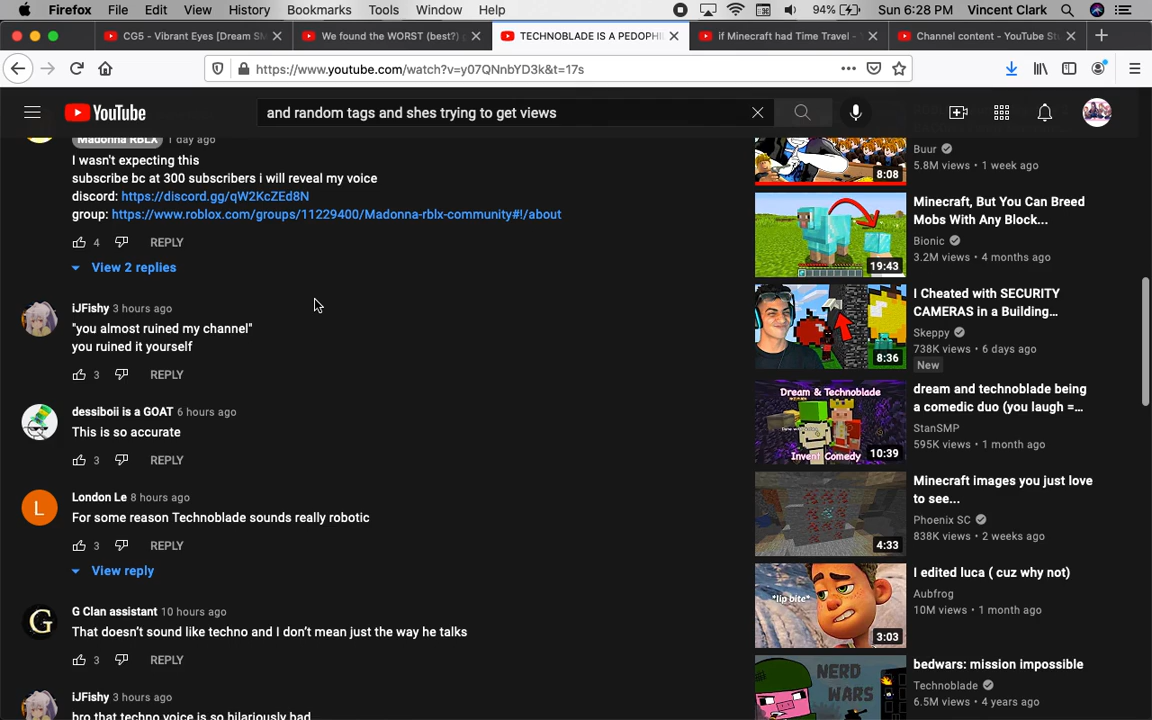 Firefox File Edit View History Bookmarks Tools Window Help 94% Sun 6:28 PM Vincent Clark
CG5 - Vibrant Eyes [Dream SM
We found the WORST (best?)
TECHNOBLADE IS A PEDOPHI
if Minecraft had Time Travel -
Channel content - YouTube St
https://www.youtube.com/watch?v=y07QNnbYD3k&t=17s
YouTube
and random tags and shes trying to get views
Madonna RBLX 1 day ago
I wasn't expecting this
subscribe bc at 300 subscribers i will reveal my voice
discord: https://discord.gg/qW2KcZEd8N
group: https://www.roblox.com/groups/11229400/Madonna-rblx-community#!/about
4 REPLY
View 2 replies
iJFishy 3 hours ago
"you almost ruined my channel"
you ruined it yourself
3 REPLY
dessiboii is a GOAT 6 hours ago
This is so accurate
3 REPLY
L
London Le 8 hours ago
For some reason Technoblade sounds really robotic
3 REPLY
View reply
G
G Clan assistant 10 hours ago
That doesn't sound like techno and I don't mean just the way he talks
3 REPLY
iJFishy 3 hours ago
bro that techno voice is so hilariously bad
8:08
Buur
5.8M views • 1 week ago
19:43
Minecraft, But You Can Breed
Mobs With Any Block...
Bionic
3.2M views • 4 months ago
8:36
I Cheated with SECURITY
CAMERAS in a Building...
Skeppy
738K views • 6 days ago
New
Dream & Technoblade
Invent Comedy
10:39
dream and technoblade being
a comedic duo (you laugh =...
StanSMP
595K views • 1 month ago
4:33
Minecraft images you just love
to see...
Phoenix SC
838K views • 2 weeks ago
*lip bite*
3:03
I edited luca ( cuz why not)
Aubfrog
10M views • 1 month ago
NERD
WARS
bedwars: mission impossible
Technoblade
6.5M views • 4 years ago